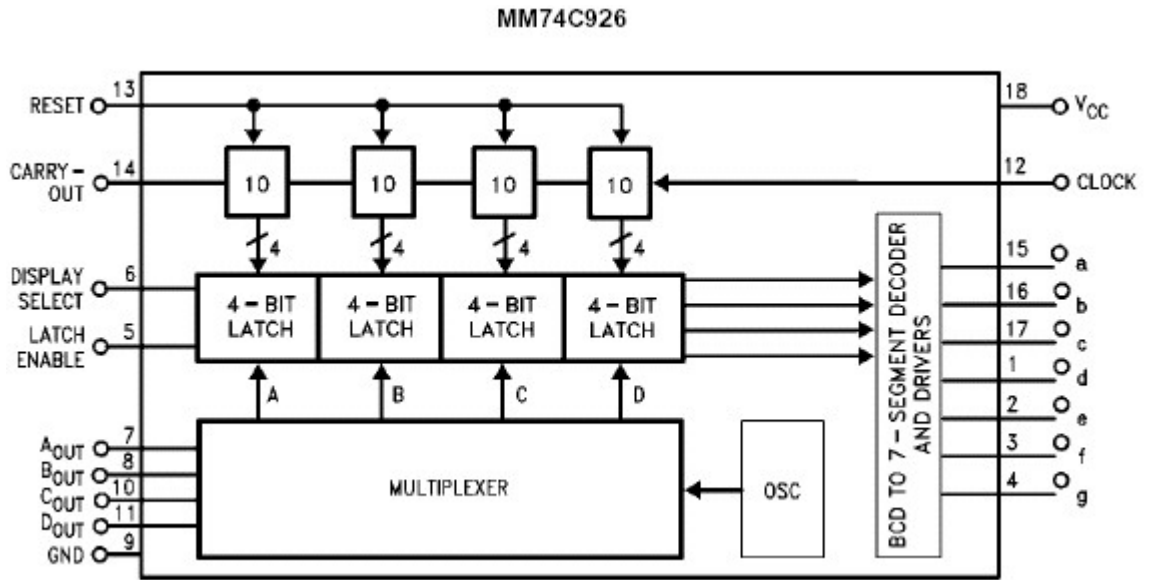 MM74C926
RESET
13
18
VCC
CARRY-
OUT
14
10
10
10
10
12
CLOCK
4
4
4
4
DISPLAY
SELECT
6
LATCH
ENABLE
5
4-BIT
LATCH
4-BIT
LATCH
4-BIT
LATCH
4-BIT
LATCH
BCD TO 7-SEGMENT DECODER
AND DRIVERS
15
a
16
b
17
c
1
d
2
e
3
f
4
g
A
B
C
D
AOUT
7
BOUT
8
COUT
10
DOUT
11
GND
9
MULTIPLEXER
OSC